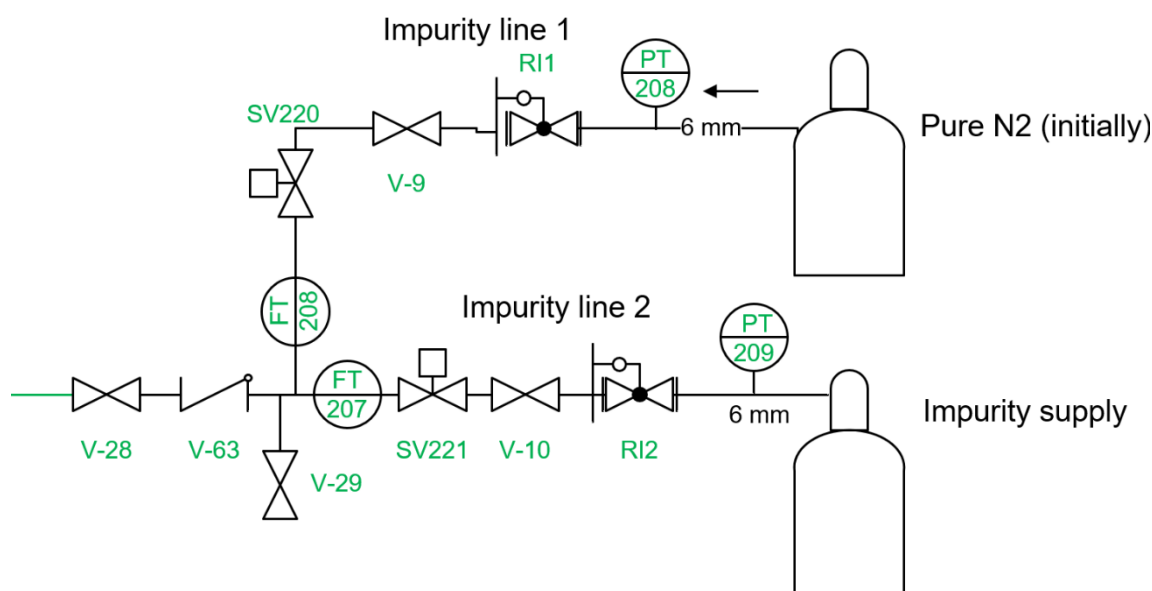 Impurity line 1
RI1
PT
208
SV220
6 mm
Pure N2 (initially)
V-9
FT
208
Impurity line 2
PT
209
FT
207
6 mm
Impurity supply
V-28
V-63
SV221
V-10
RI2
V-29